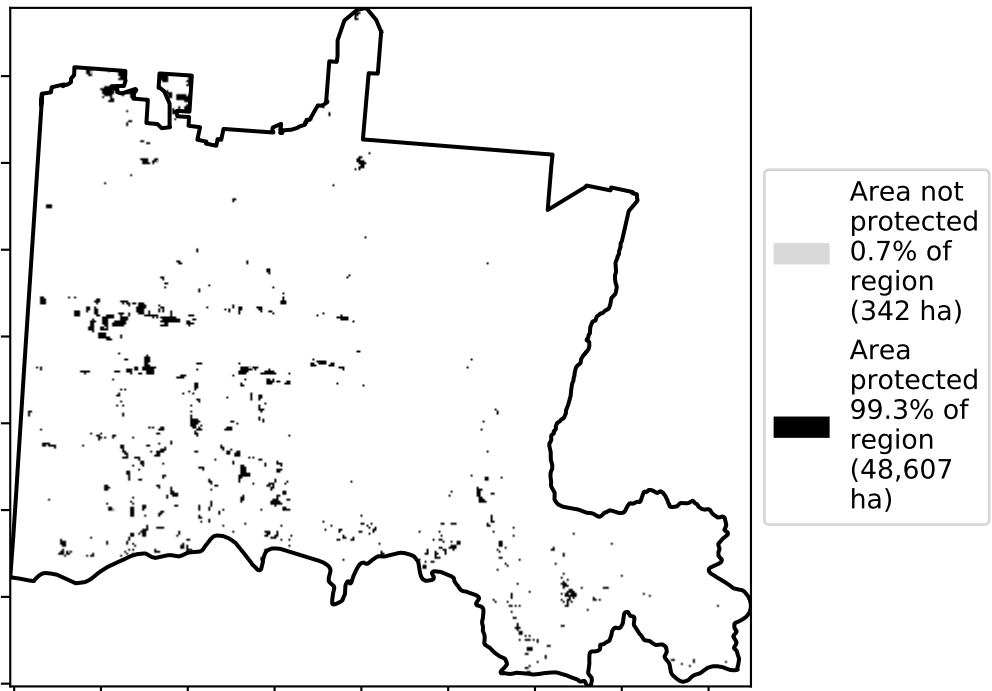 Area not
protected
0.7% of
region
(342 ha)
Area
protected
99.3% of
region
(48,607
ha)